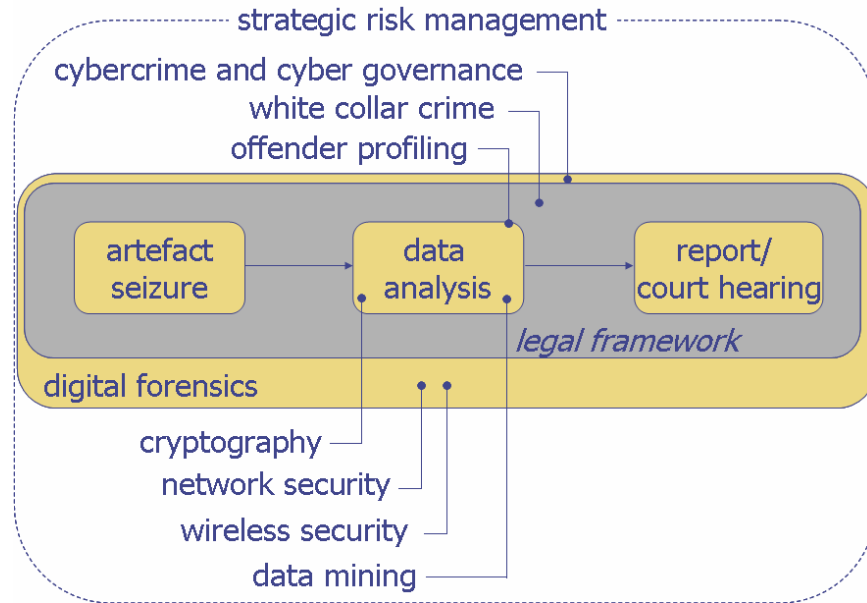 strategic risk management
cybercrime and cyber governance
white collar crime
offender profiling
artefact
seizure
data
analysis
report/
court hearing
legal framework
digital forensics
cryptography
network security
wireless security
data mining